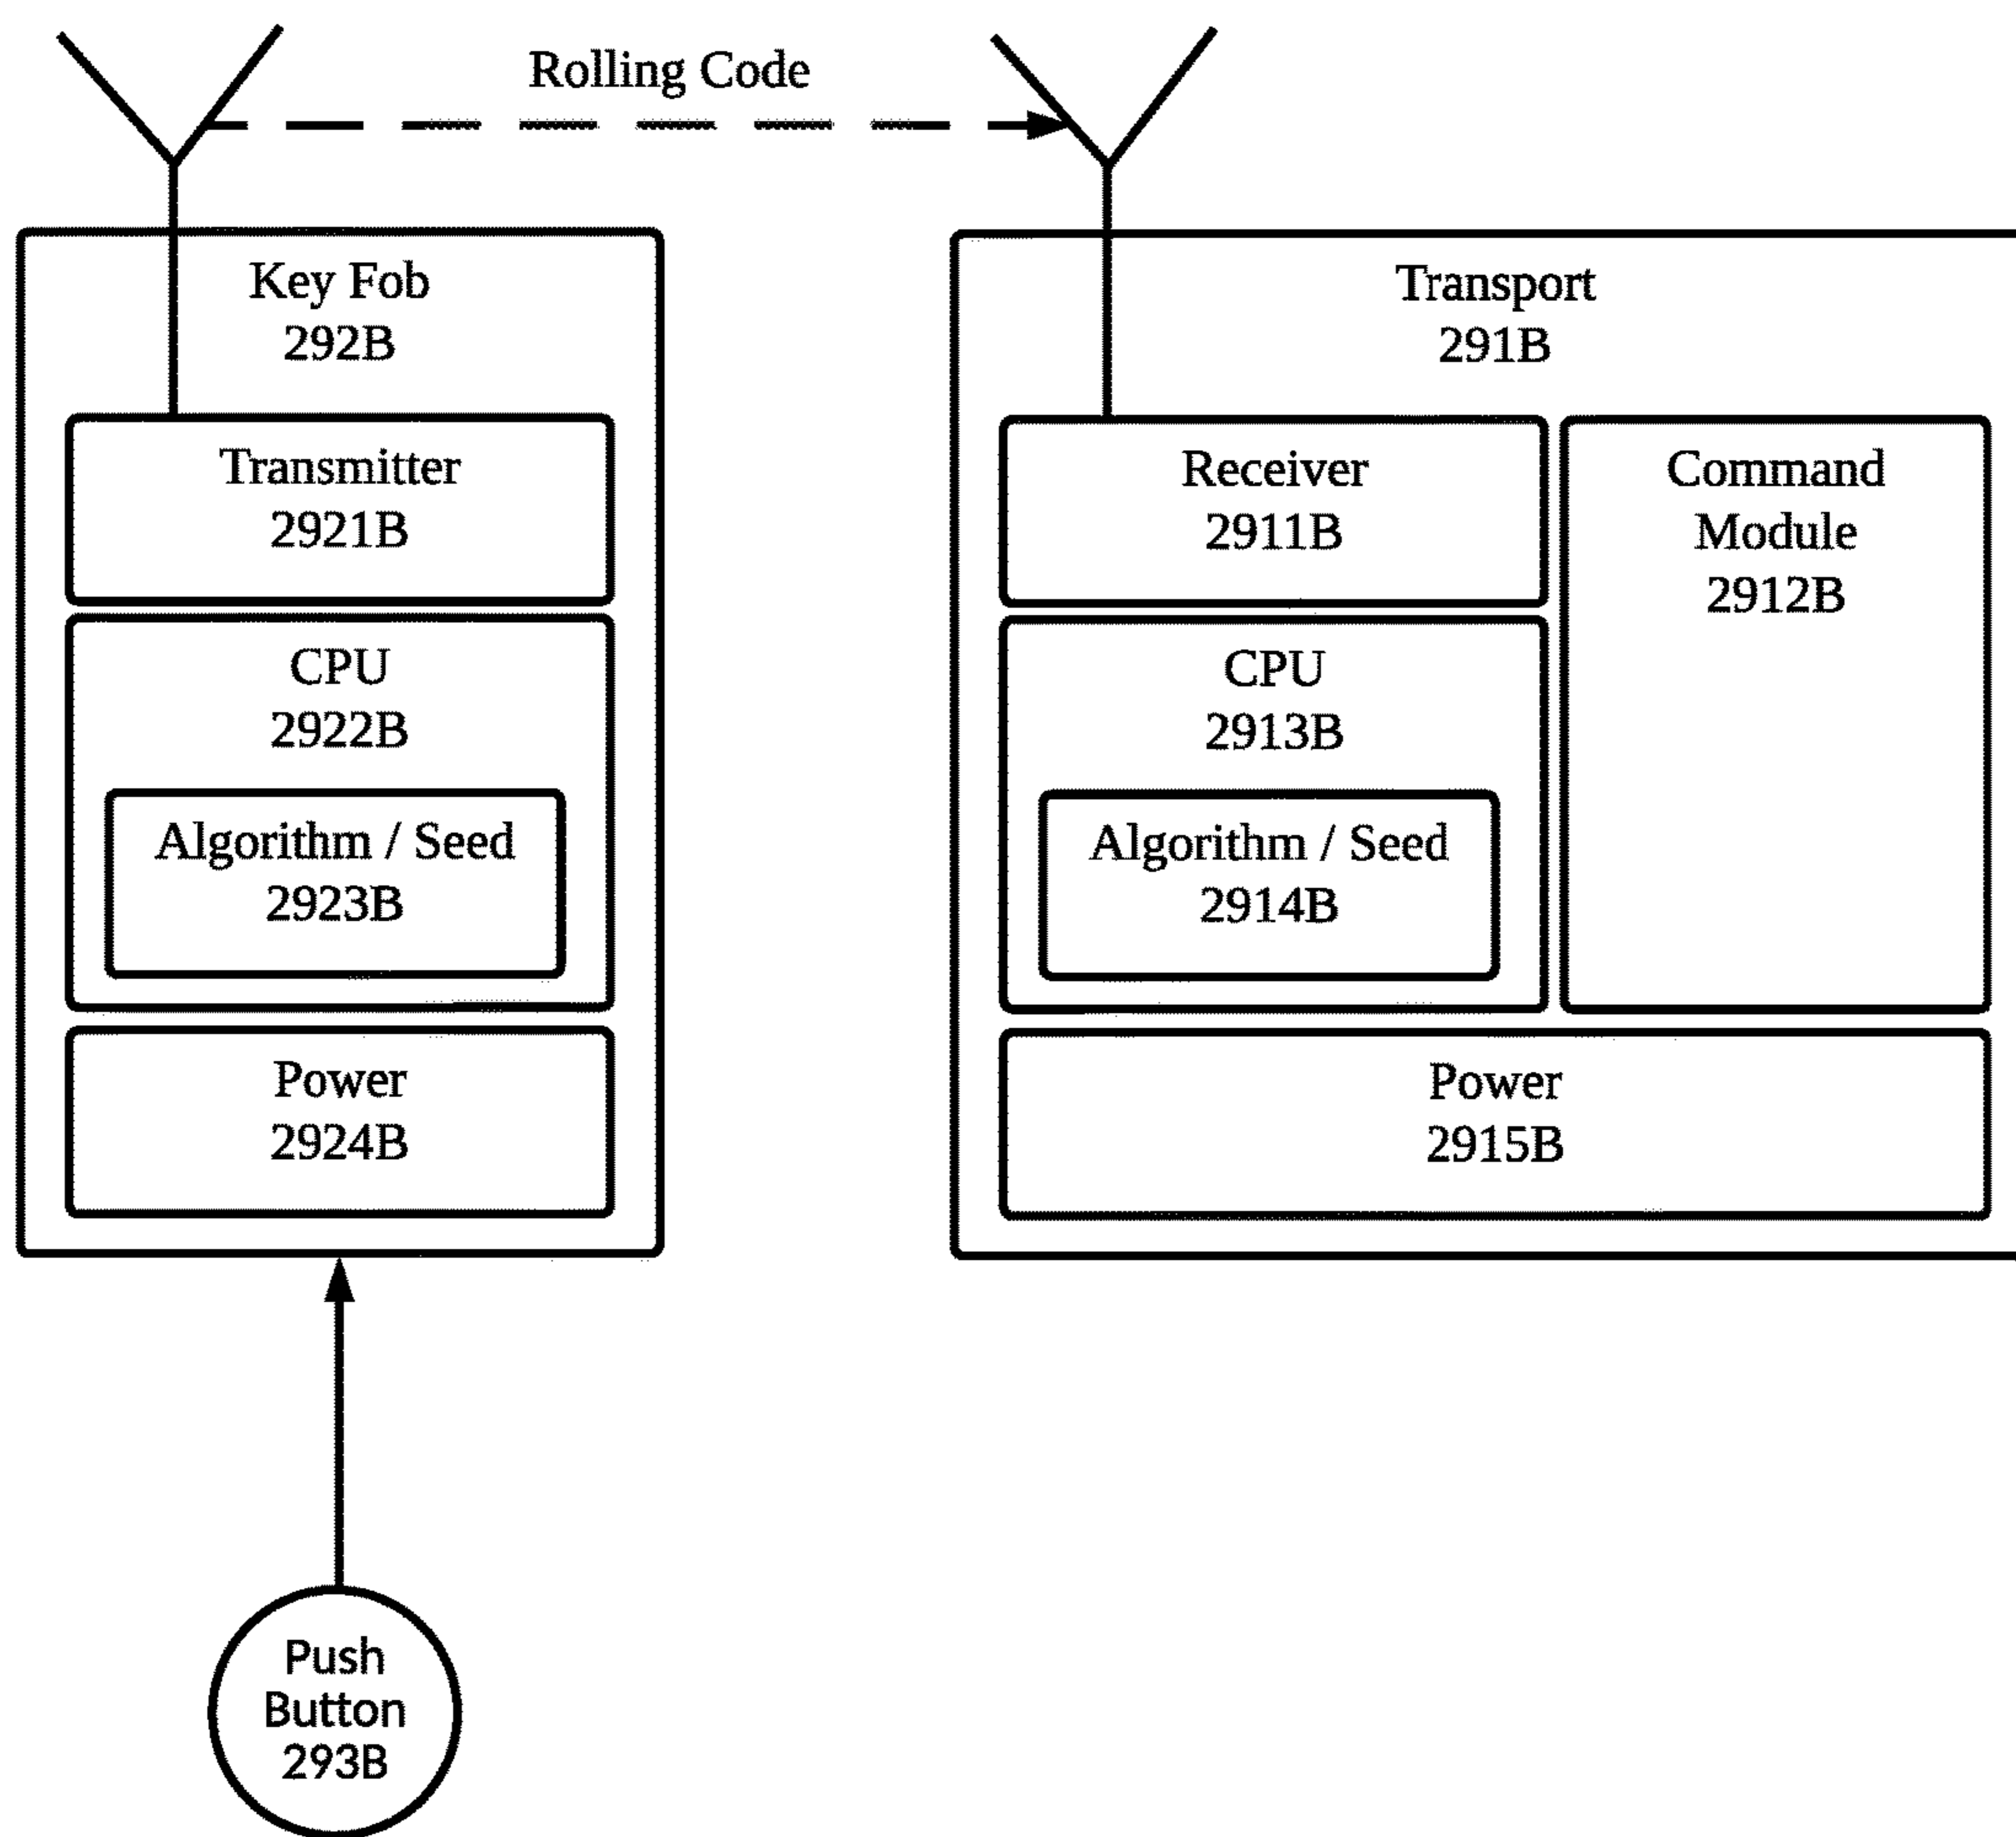 Rolling Code
Key Fob
292B
Transmitter
2921B
CPU
2922B
Algorithm / Seed
2923B
Power
2924B
Push
Button
293B
Transport
291B
Receiver
2911B
Command
Module
2912B
CPU
2913B
Algorithm / Seed
2914B
Power
2915B